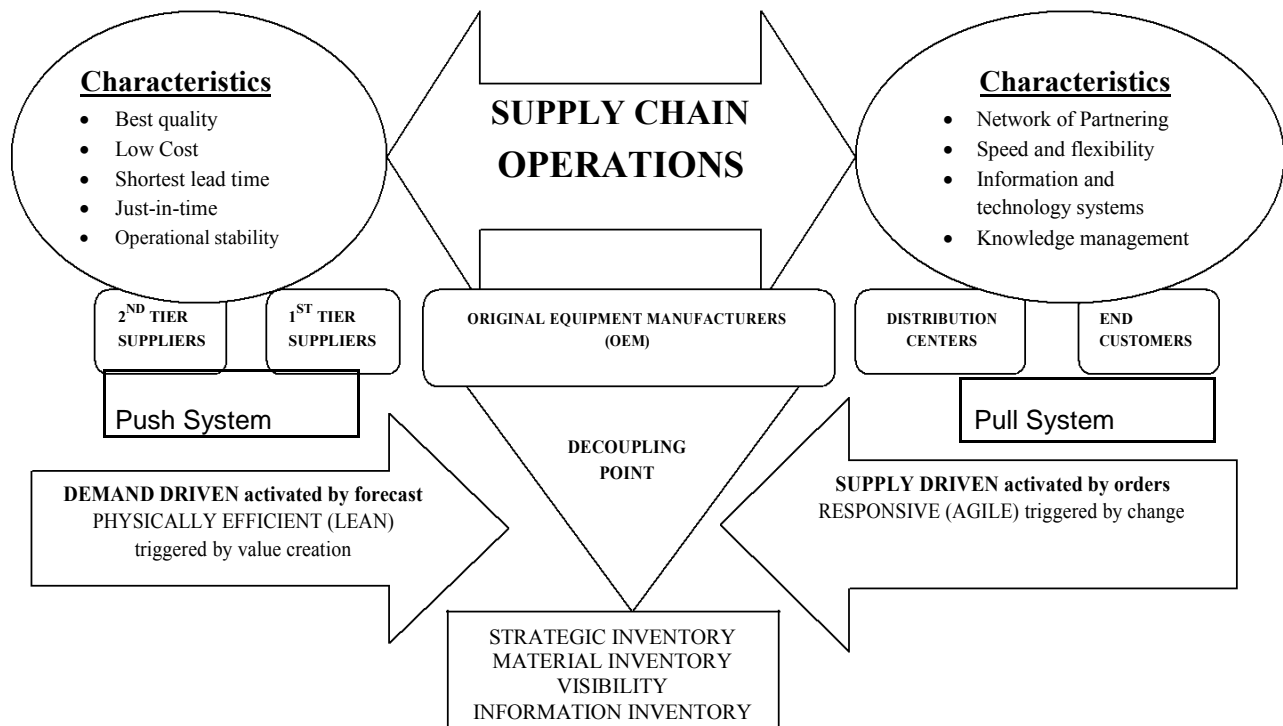 Characteristics
• Best quality
• Low Cost
• Shortest lead time
• Just-in-time
• Operational stability
SUPPLY CHAIN
OPERATIONS
Characteristics
• Network of Partnering
• Speed and flexibility
• Information and
technology systems
• Knowledge management
2ND TIER
SUPPLIERS
1ST TIER
SUPPLIERS
ORIGINAL EQUIPMENT MANUFACTURERS
(OEM)
DISTRIBUTION
CENTERS
END
CUSTOMERS
Push System
Pull System
DECOUPLING
POINT
DEMAND DRIVEN activated by forecast
PHYSICALLY EFFICIENT (LEAN)
triggered by value creation
SUPPLY DRIVEN activated by orders
RESPONSIVE (AGILE) triggered by change
STRATEGIC INVENTORY
MATERIAL INVENTORY
VISIBILITY
INFORMATION INVENTORY